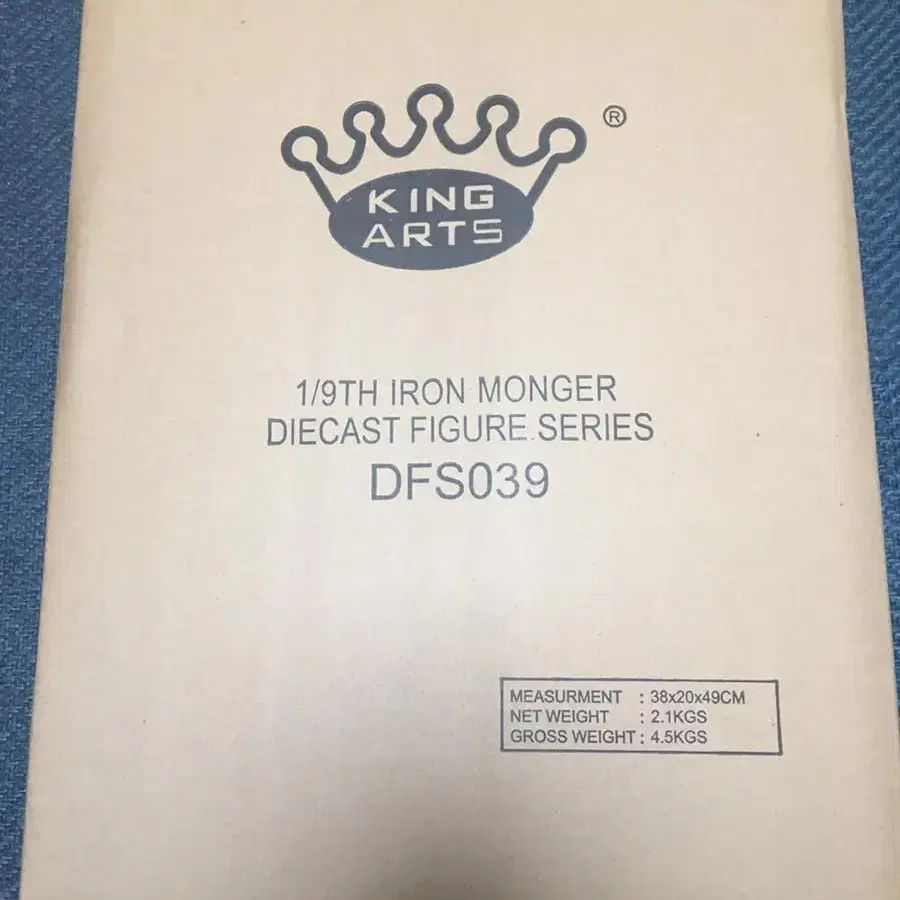 ®
KING
ARTS
1/9TH IRON MONGER
DIECAST FIGURE SERIES
DFS039
MEASURMENT : 38x20x49CM
NET WEIGHT : 2.1KGS
GROSS WEIGHT : 4.5KGS